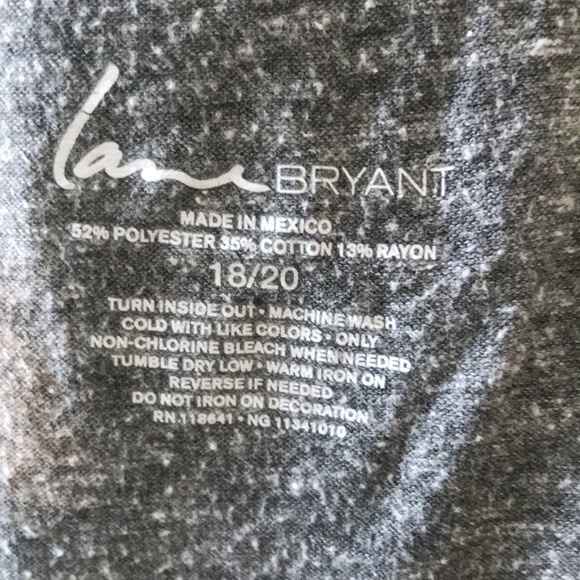 lane BRYANT
MADE IN MEXICO
52% POLYESTER 35% COTTON 13% RAYON
18/20
TURN INSIDE OUT • MACHINE WASH
COLD WITH LIKE COLORS • ONLY
NON-CHLORINE BLEACH WHEN NEEDED
TUMBLE DRY LOW • WARM IRON ON
REVERSE IF NEEDED
DO NOT IRON ON DECORATION
RN 118641 • NG 11341010